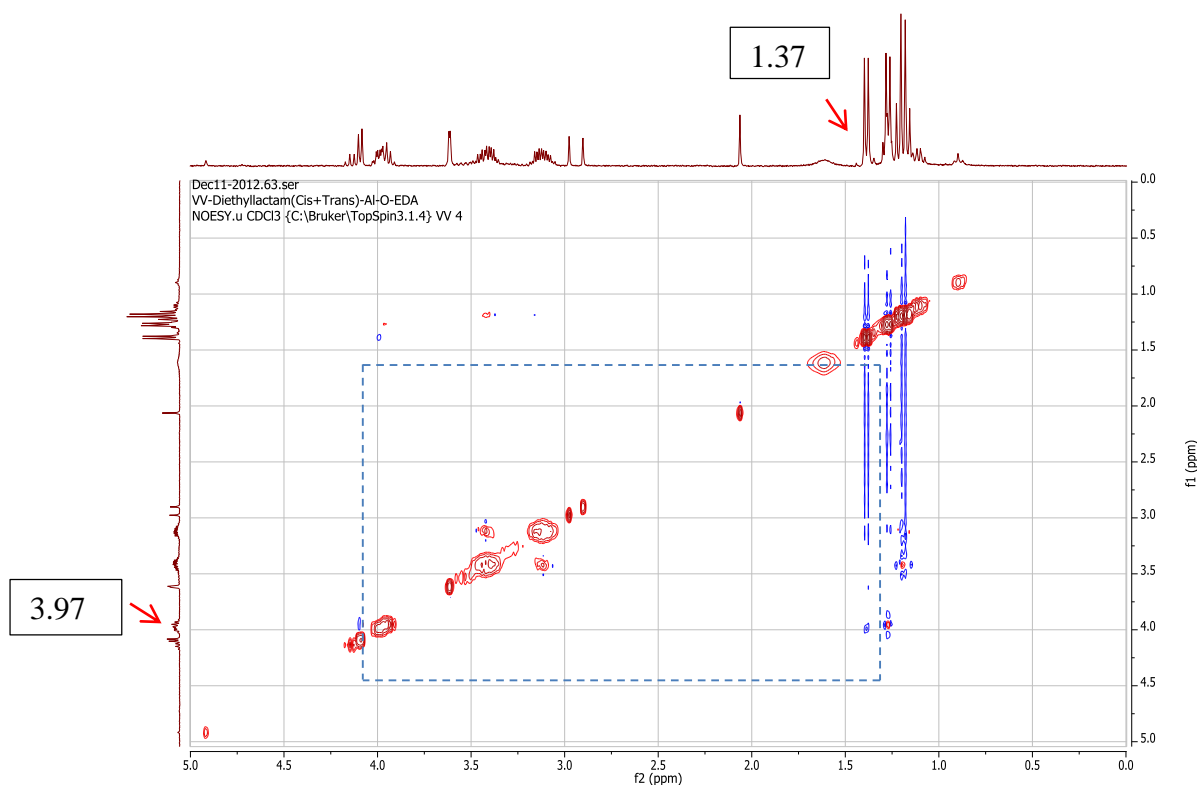 1.37
Dec11-2012.63.ser
VV-Diethyllactam(Cis+Trans)-Al-O-EDA
NOESY.u CDCl3 {C:\Bruker\TopSpin3.1.4} VV 4
3.97
0.0
0.5
1.0
1.5
2.0
2.5
3.0
3.5
4.0
4.5
5.0
f1 (ppm)
5.0 4.5 4.0 3.5 3.0 2.5 2.0 1.5 1.0 0.5 0.0
f2 (ppm)